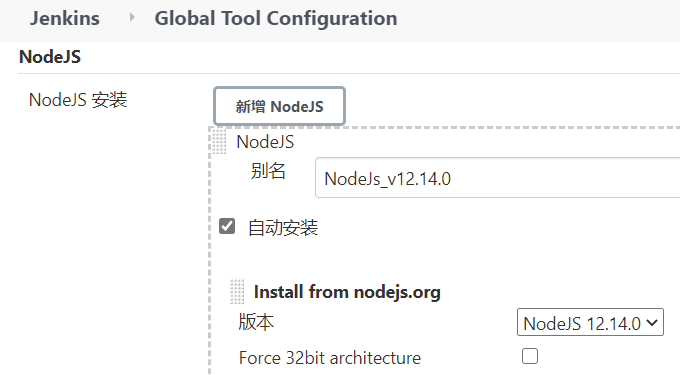 Jenkins Global Tool Configuration
NodeJS
NodeJS 安装 新增 NodeJS
NodeJS
别名 NodeJs_v12.14.0
自动安装
Install from nodejs.org
版本 NodeJS 12.14.0
Force 32bit architecture